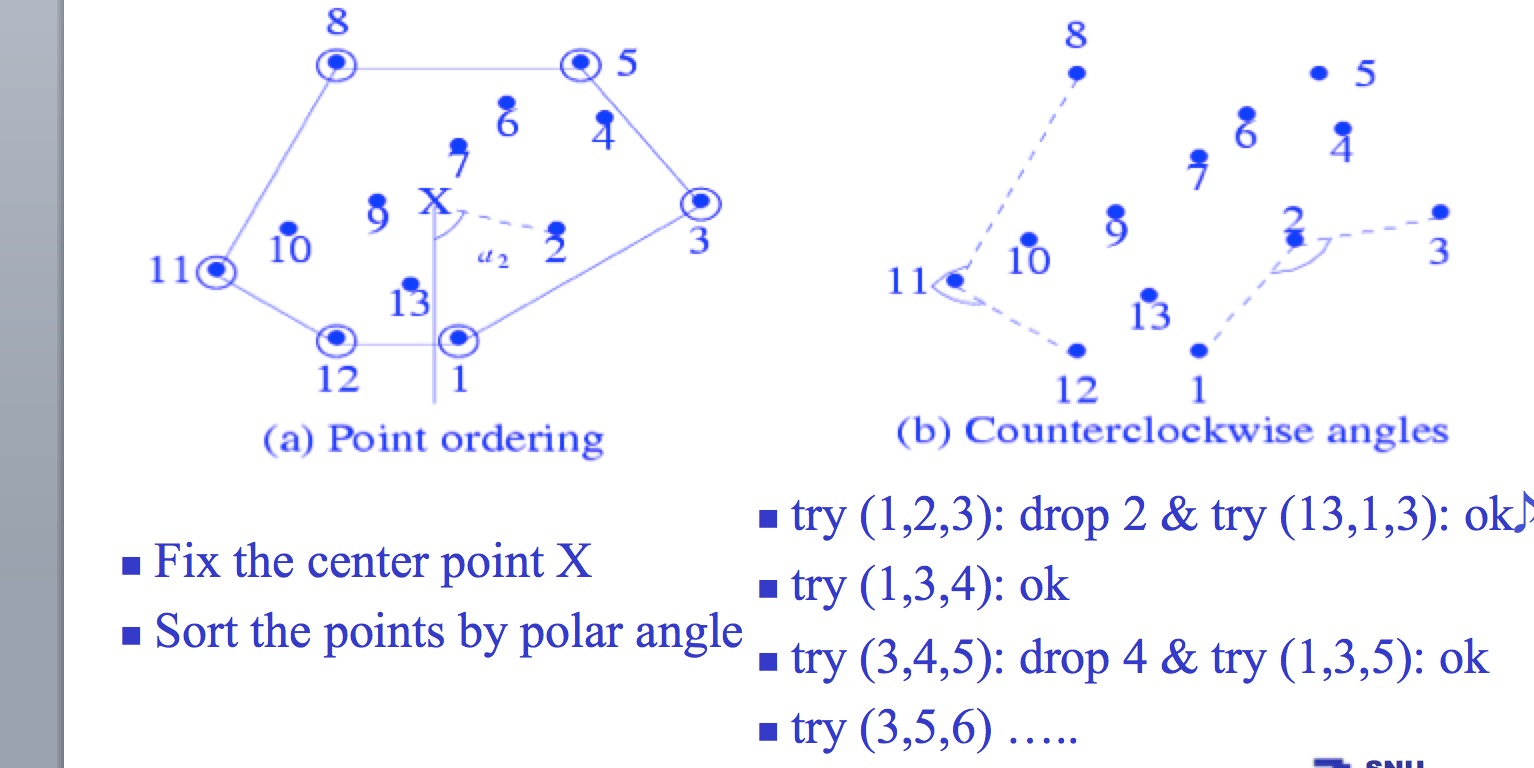 8
5
6
4
7
X
9
10
2
3
a2
11
13
12
1
(a) Point ordering
8
5
6
4
7
2
9
3
10
11
13
12
1
(b) Counterclockwise angles
Fix the center point X
Sort the points by polar angle
try (1,2,3): drop 2 & try (13,1,3): ok♪
try (1,3,4): ok
try (3,4,5): drop 4 & try (1,3,5): ok
try (3,5,6) …..